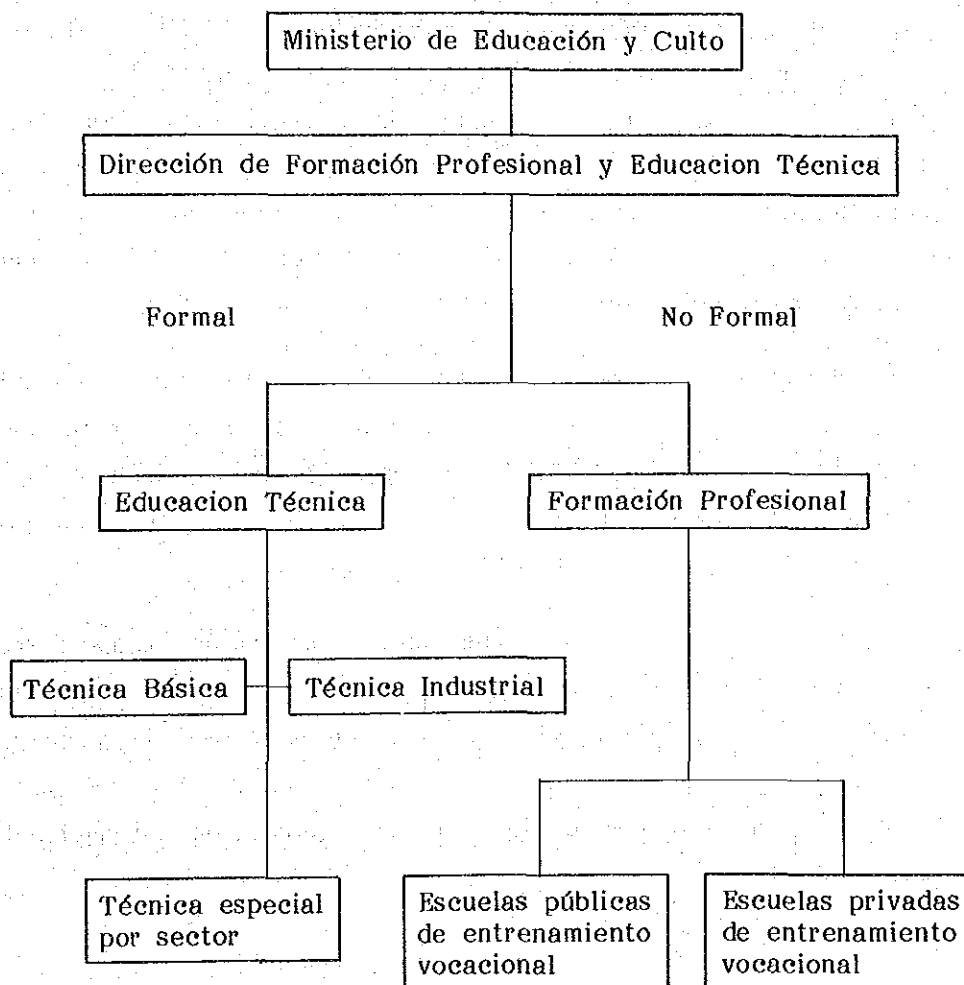 Ministerio de Educación y Culto
Dirección de Formación Profesional y Educacion Técnica
Formal
No Formal
Educacion Técnica
Formación Profesional
Técnica Básica
Técnica Industrial
Técnica especial
por sector
Escuelas públicas
de entrenamiento
vocacional
Escuelas privadas
de entrenamiento
vocacional